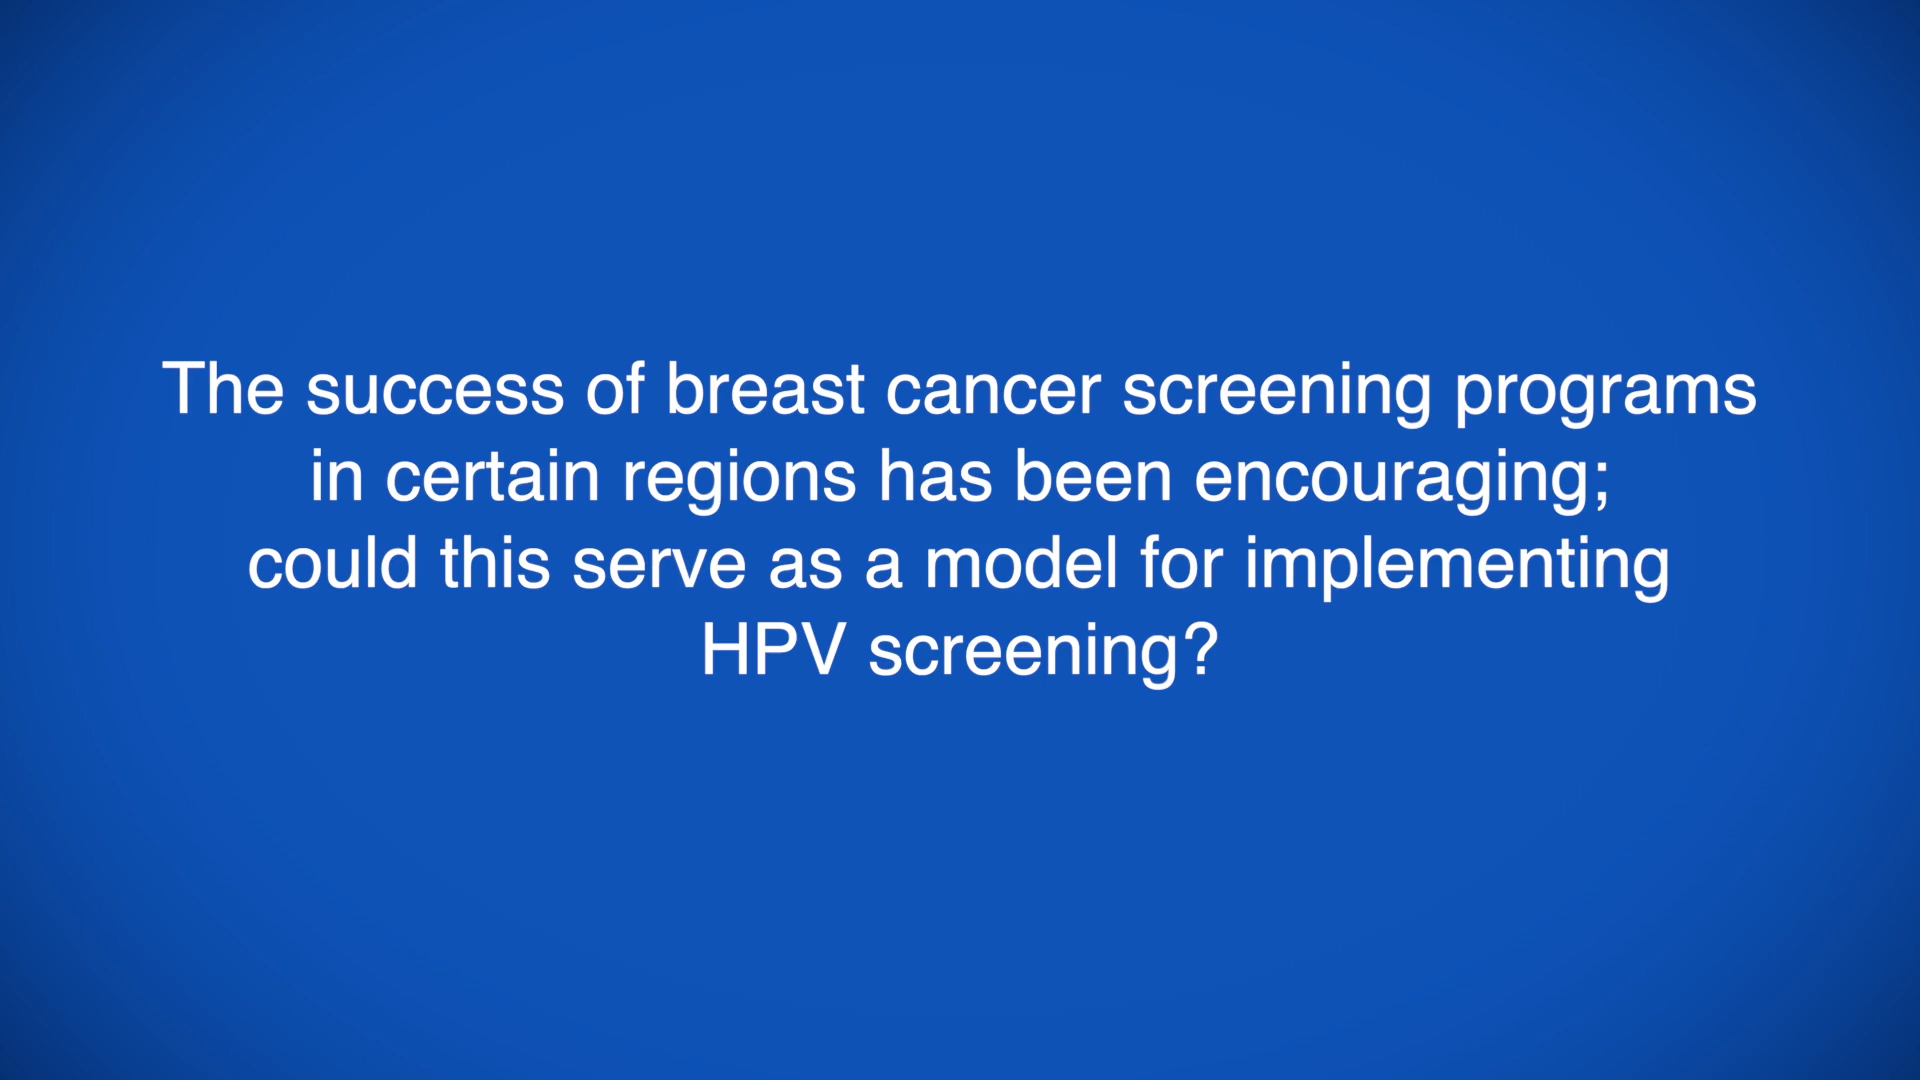 The success of breast cancer screening programs
in certain regions has been encouraging;
could this serve as a model for implementing
HPV screening?